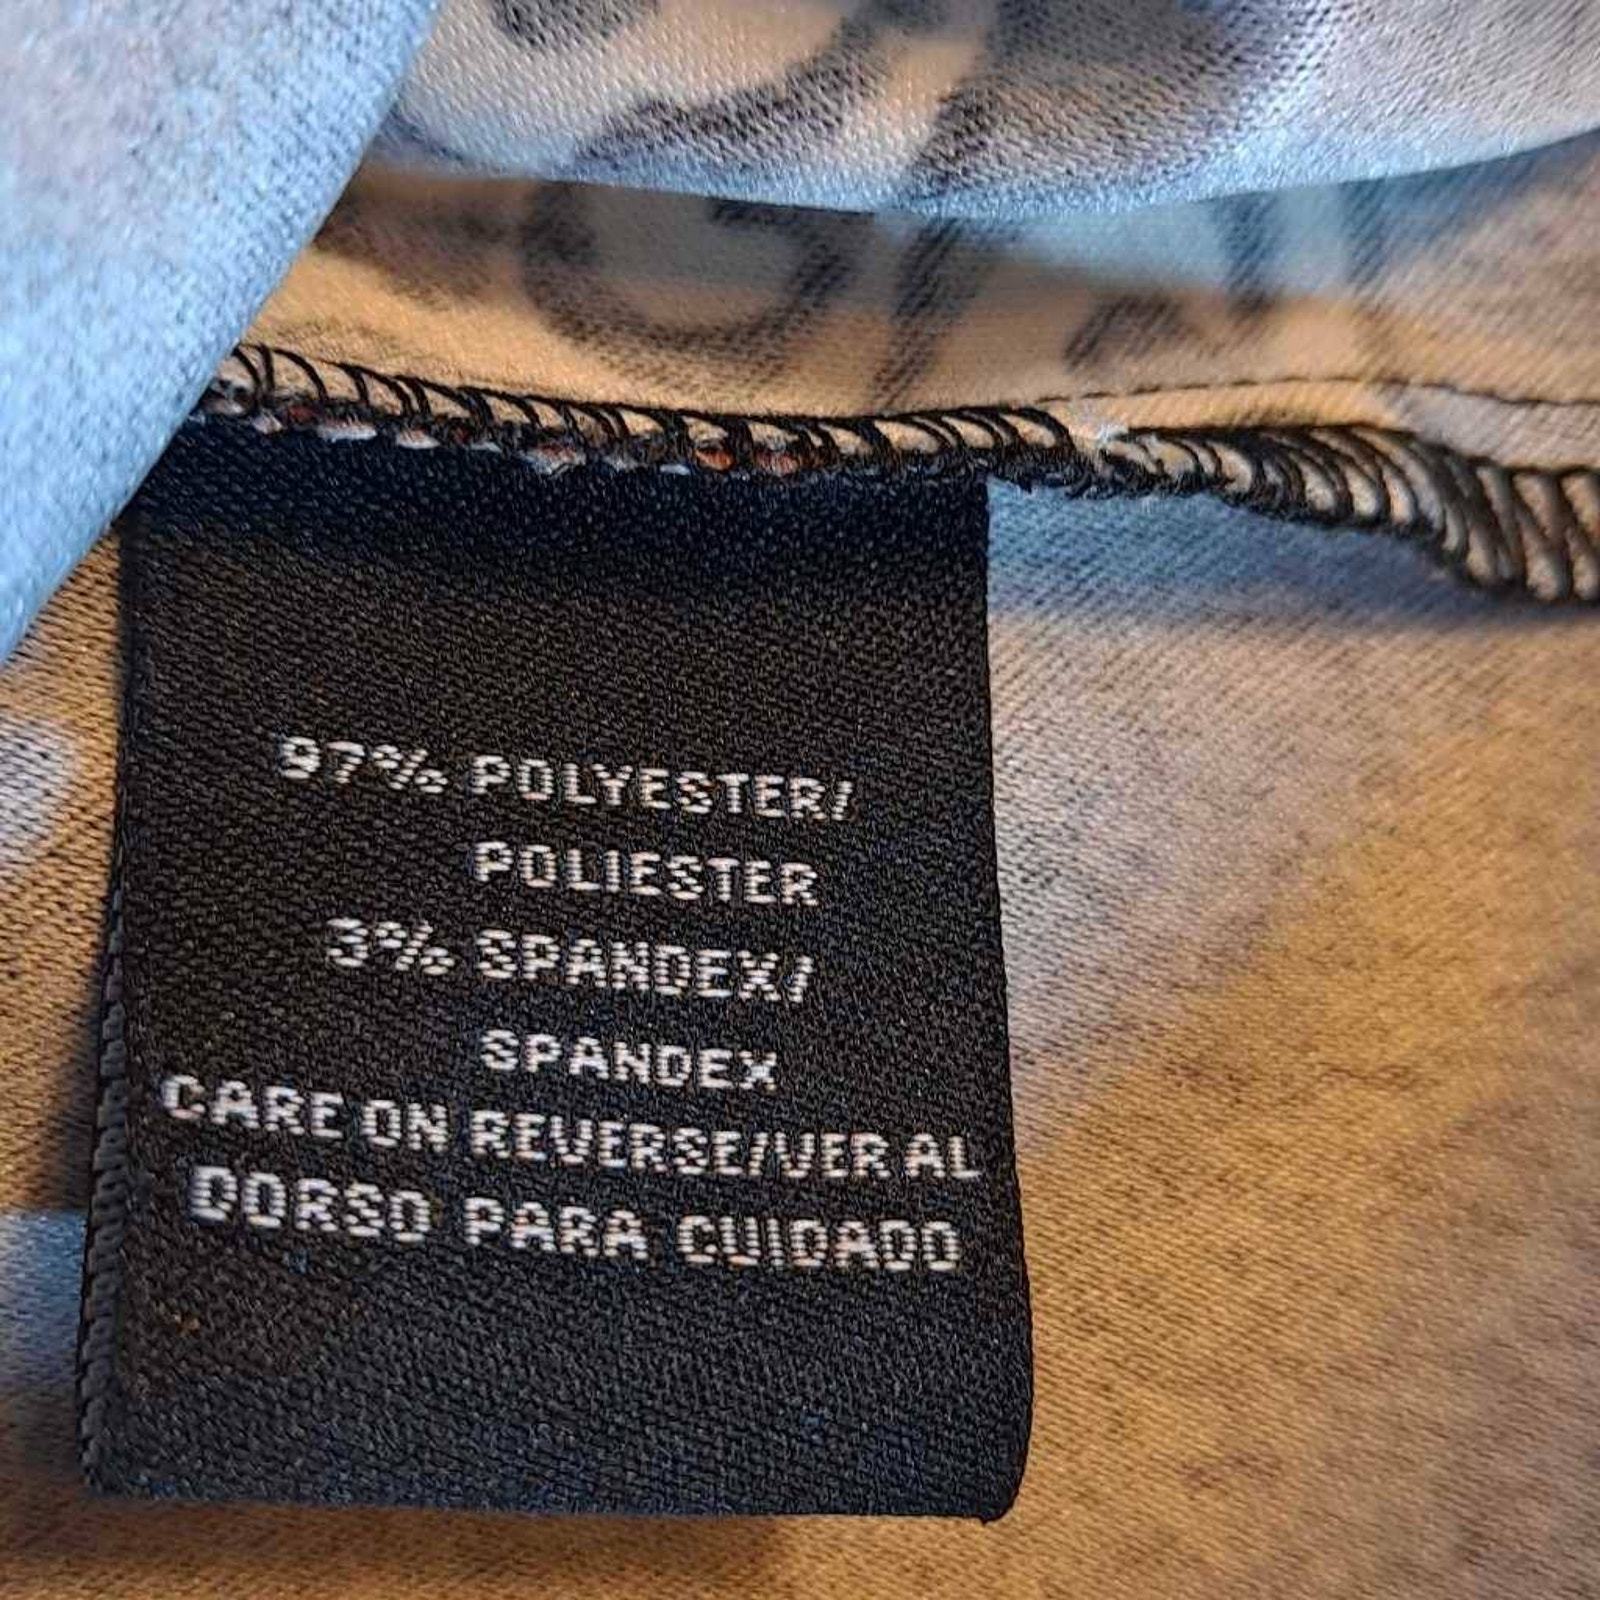 97% POLYESTER/
POLIESTER
3% SPANDEX/
SPANDEX
CARE ON REVERSE/VER AL
DORSO PARA CUIDADO